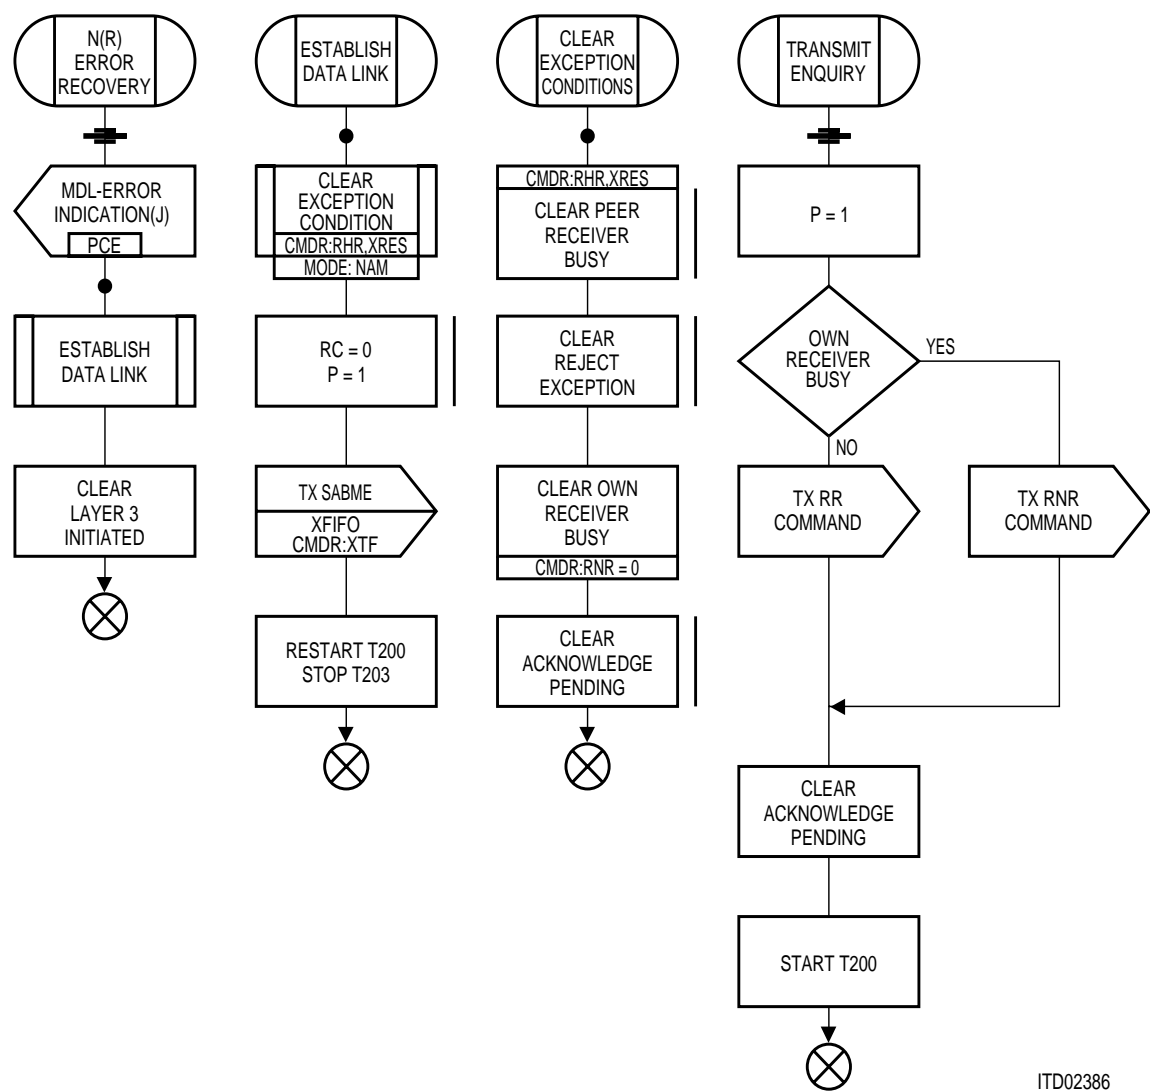 N(R)
ERROR
RECOVERY
MDL-ERROR
INDICATION(J)
PCE
ESTABLISH
DATA LINK
CLEAR
LAYER 3
INITIATED
ESTABLISH
DATA LINK
CLEAR
EXCEPTION
CONDITION
CMDR:RHR,XRES
MODE: NAM
RC = 0
P = 1
TX SABME
XFIFO
CMDR:XTF
RESTART T200
STOP T203
CLEAR
EXCEPTION
CONDITIONS
CMDR:RHR,XRES
CLEAR PEER
RECEIVER
BUSY
CLEAR
REJECT
EXCEPTION
CLEAR OWN
RECEIVER
BUSY
CMDR:RNR = 0
CLEAR
ACKNOWLEDGE
PENDING
TRANSMIT
ENQUIRY
P = 1
OWN
RECEIVER
BUSY
YES
NO
TX RR
COMMAND
TX RNR
COMMAND
CLEAR
ACKNOWLEDGE
PENDING
START T200
ITD02386